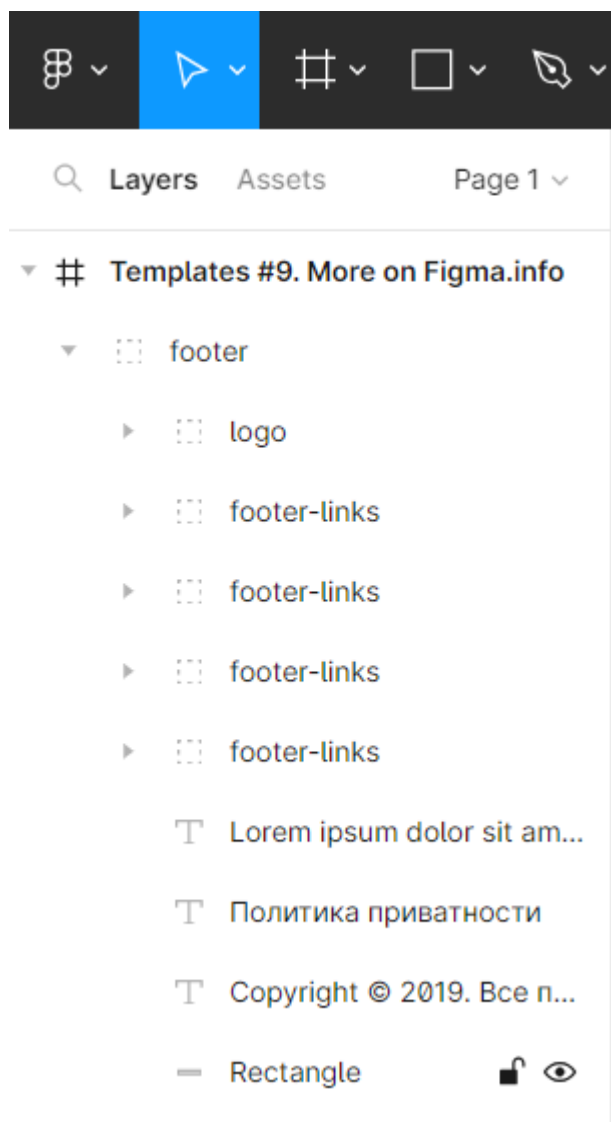 Layers Assets Page 1
Templates #9. More on Figma.info
footer
logo
footer-links
footer-links
footer-links
footer-links
Lorem ipsum dolor sit am...
Политика приватности
Copyright © 2019. Все п...
Rectangle